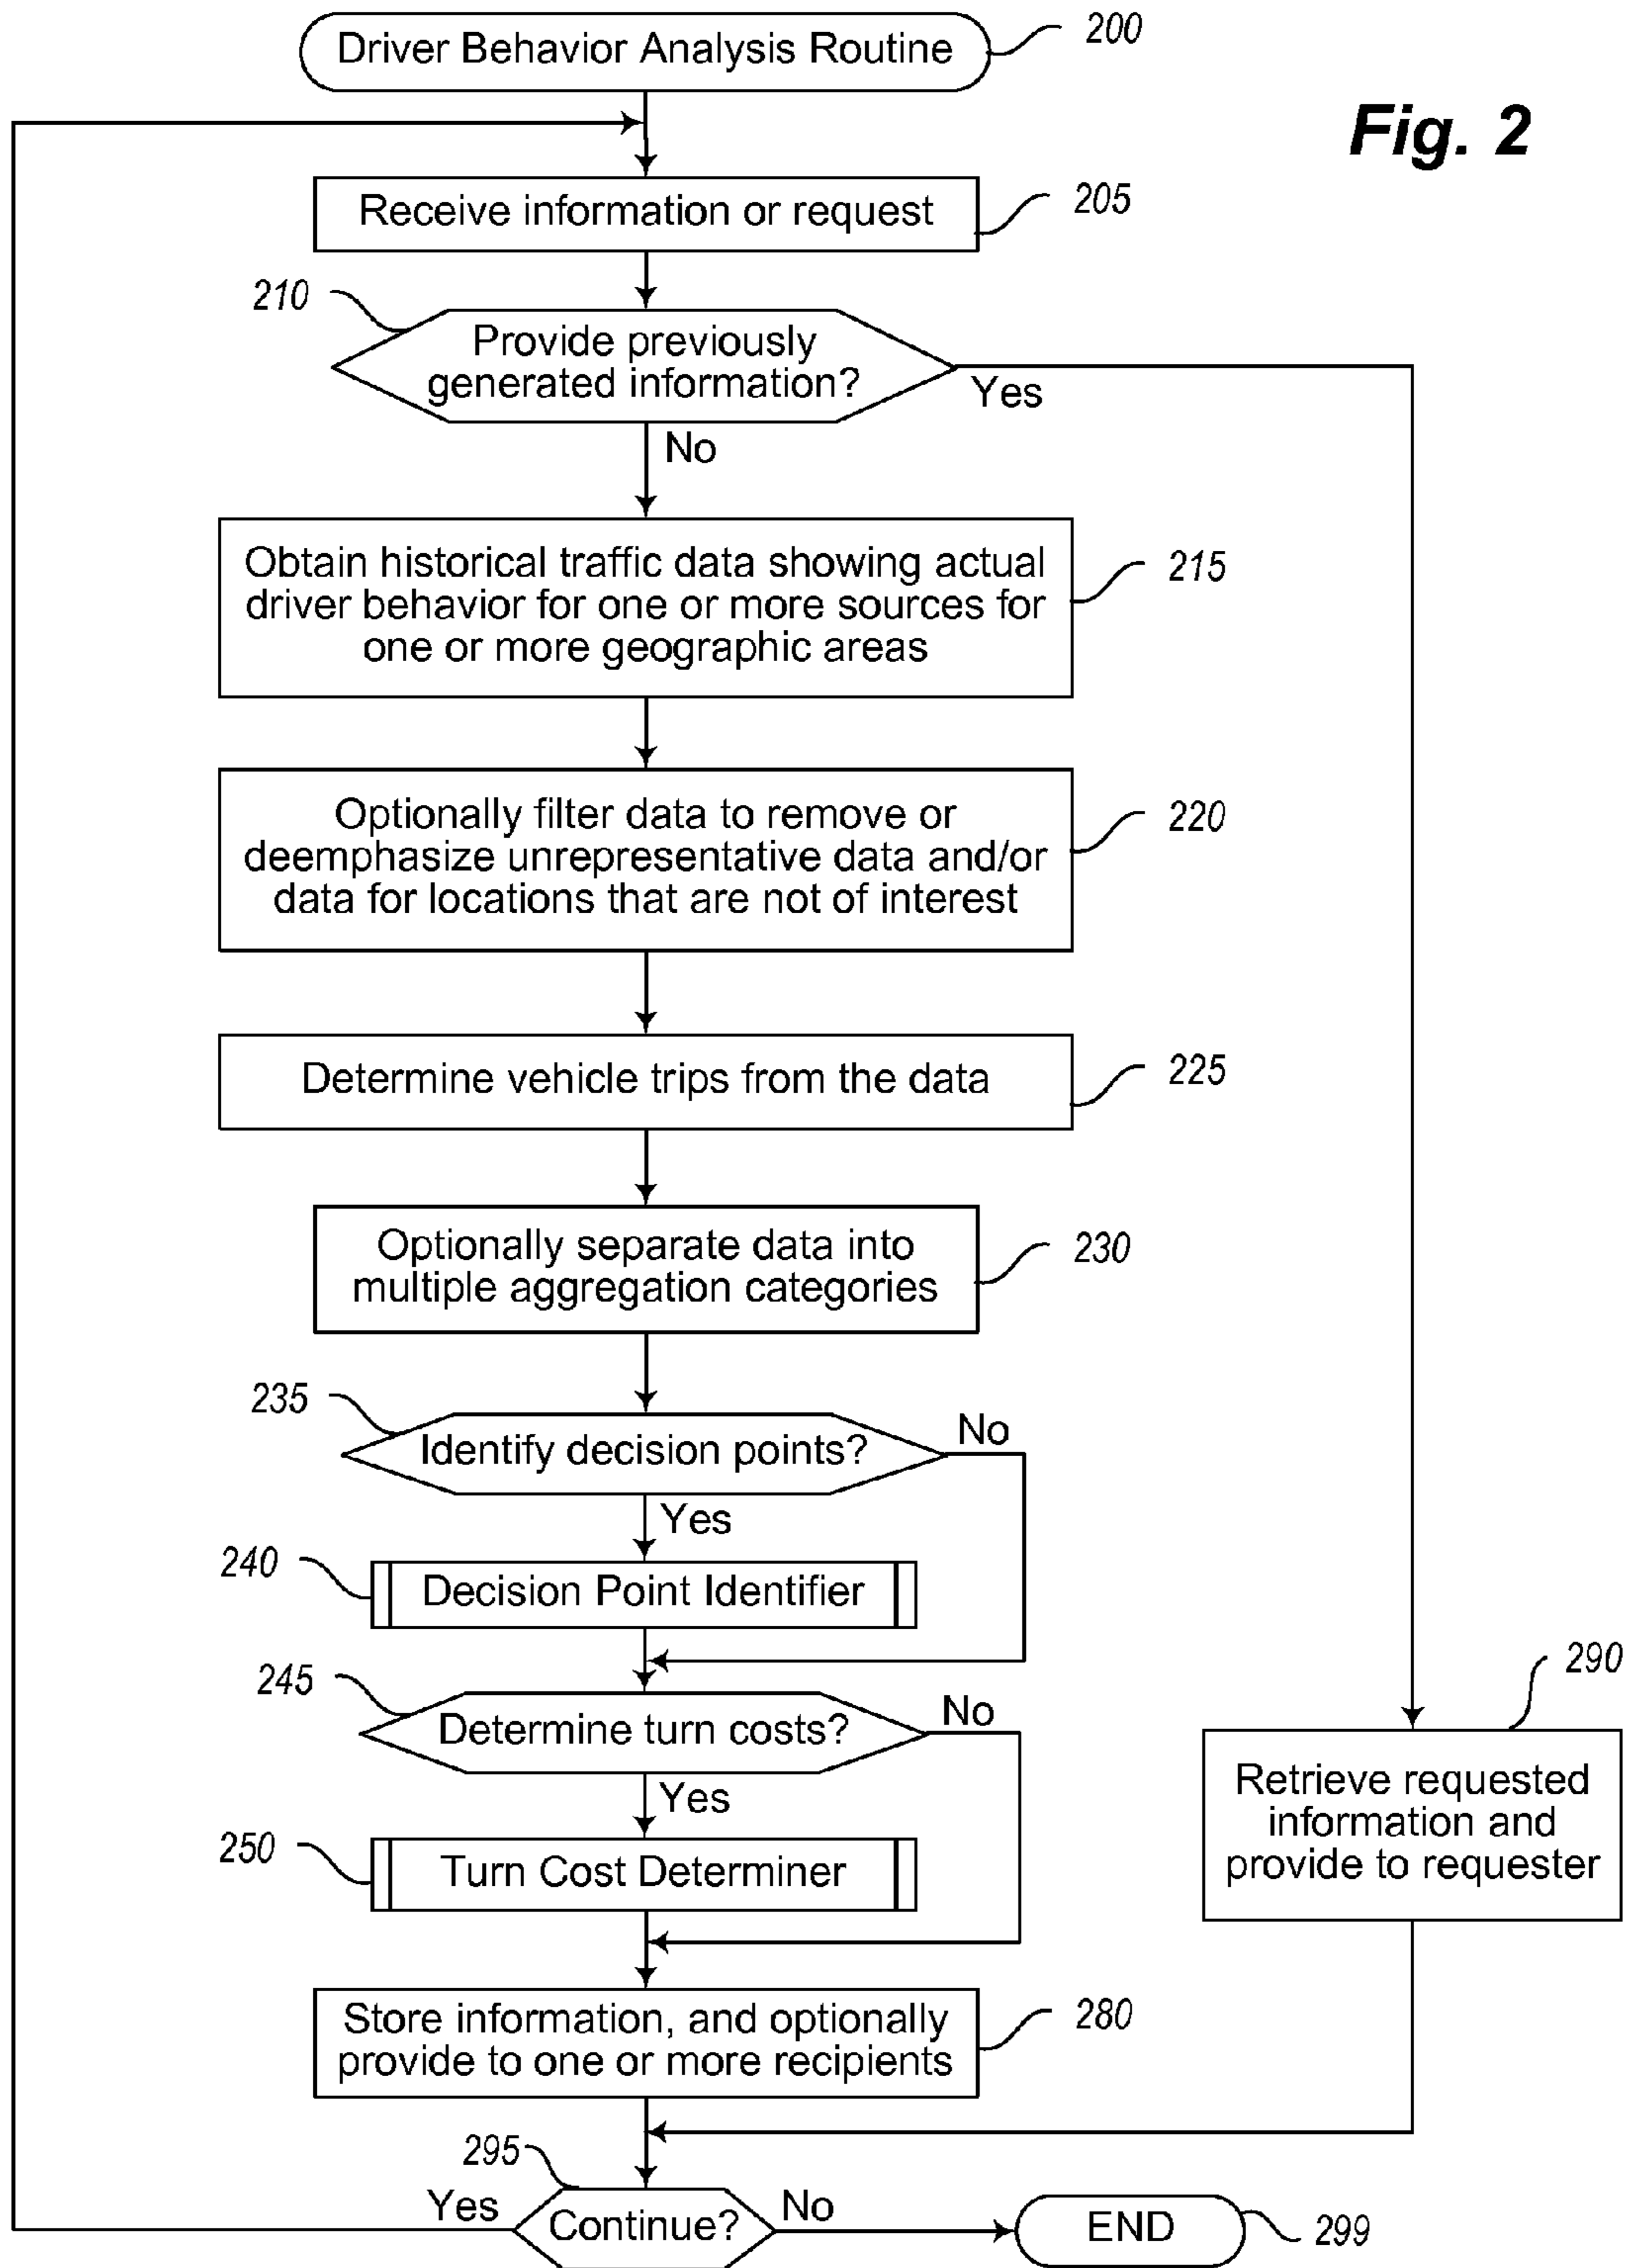 Driver Behavior Analysis Routine
200
Fig. 2
Receive information or request
205
210
Provide previously
generated information?
Yes
No
Obtain historical traffic data showing actual
driver behavior for one or more sources for
one or more geographic areas
215
Optionally filter data to remove or
deemphasize unrepresentative data and/or
data for locations that are not of interest
220
Determine vehicle trips from the data
225
Optionally separate data into
multiple aggregation categories
230
235
Identify decision points?
No
Yes
240
Decision Point Identifier
245
Determine turn costs?
No
Yes
250
Turn Cost Determiner
290
Retrieve requested
information and
provide to requester
Store information, and optionally
provide to one or more recipients
280
295
Yes
Continue?
No
END
299